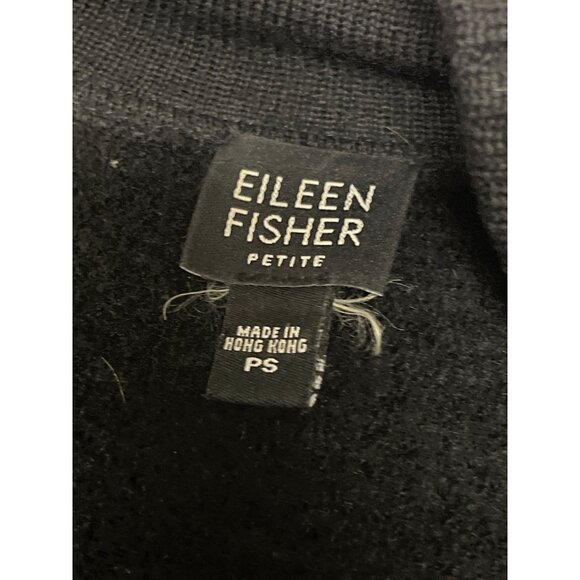 EILEEN
FISHER
PETITE
MADE IN
HONG KONG
PS